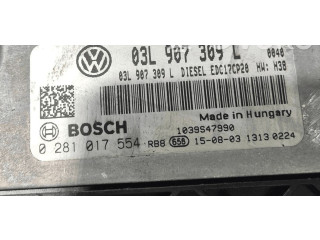 03L 907 309 L 0040
03L 907 309 L DIESEL EDC17CP20 HW: H38
Made in Hungary
BOSCH 1039S47990
0 281 017 554 RB8 656 15-08-03 1313 0224